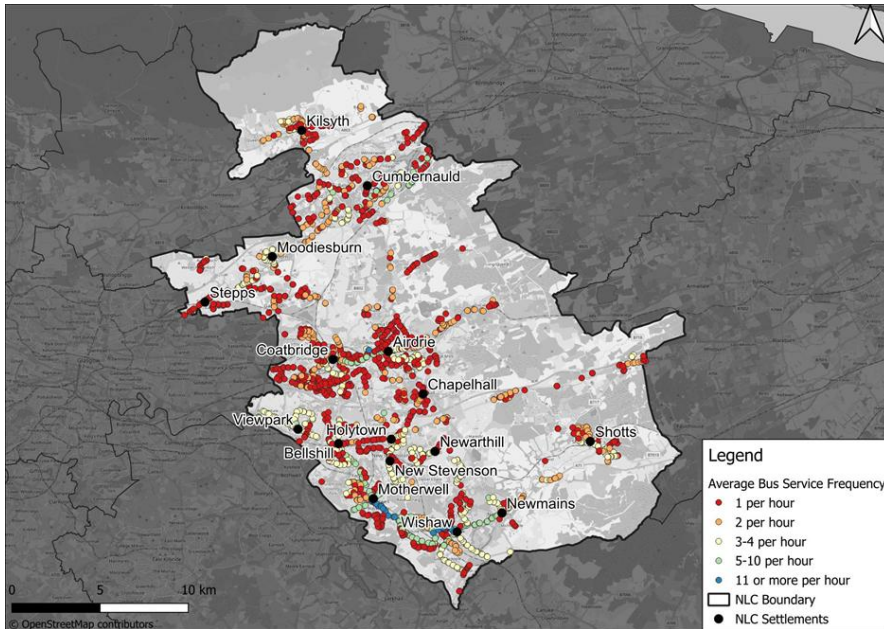 Kilsyth
Cumbernauld
Moodiesburn
Stepps
Airdrie
Coatbridge
Chapelhall
Viewpark
Holytown
Newarthill
Shotts
Bellshill
New Stevenson
Motherwell
Newmains
Wishaw
Legend
Average Bus Service Frequency
1 per hour
2 per hour
3-4 per hour
5-10 per hour
11 or more per hour
NLC Boundary
NLC Settlements
0 5 10 km
© OpenStreetMap contributors